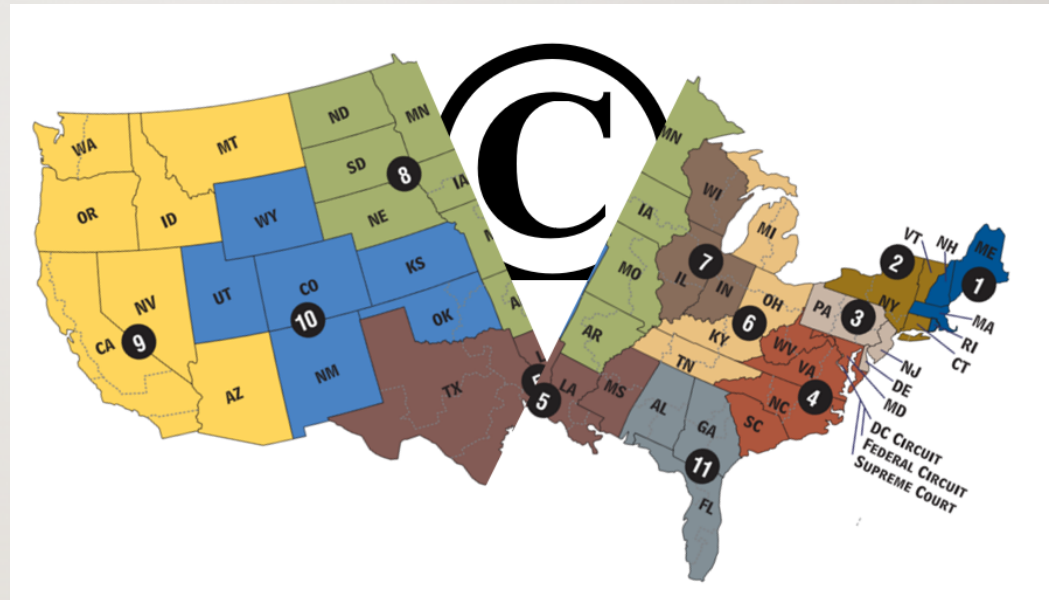 ©
WA
MT
ND
MN
OR
ID
WY
SD
8
IA
NE
NV
UT
CO
KS
CA
9
10
OK
AZ
NM
TX
5
MN
WI
IA
MI
MO
IL
7
IN
OH
AR
KY
6
TN
LA
MS
AL
GA
11
FL
WV
VA
NC
4
SC
PA
3
NY
2
VT
NH
ME
1
MA
RI
CT
NJ
DE
MD
DC CIRCUIT
FEDERAL CIRCUIT
SUPREME COURT